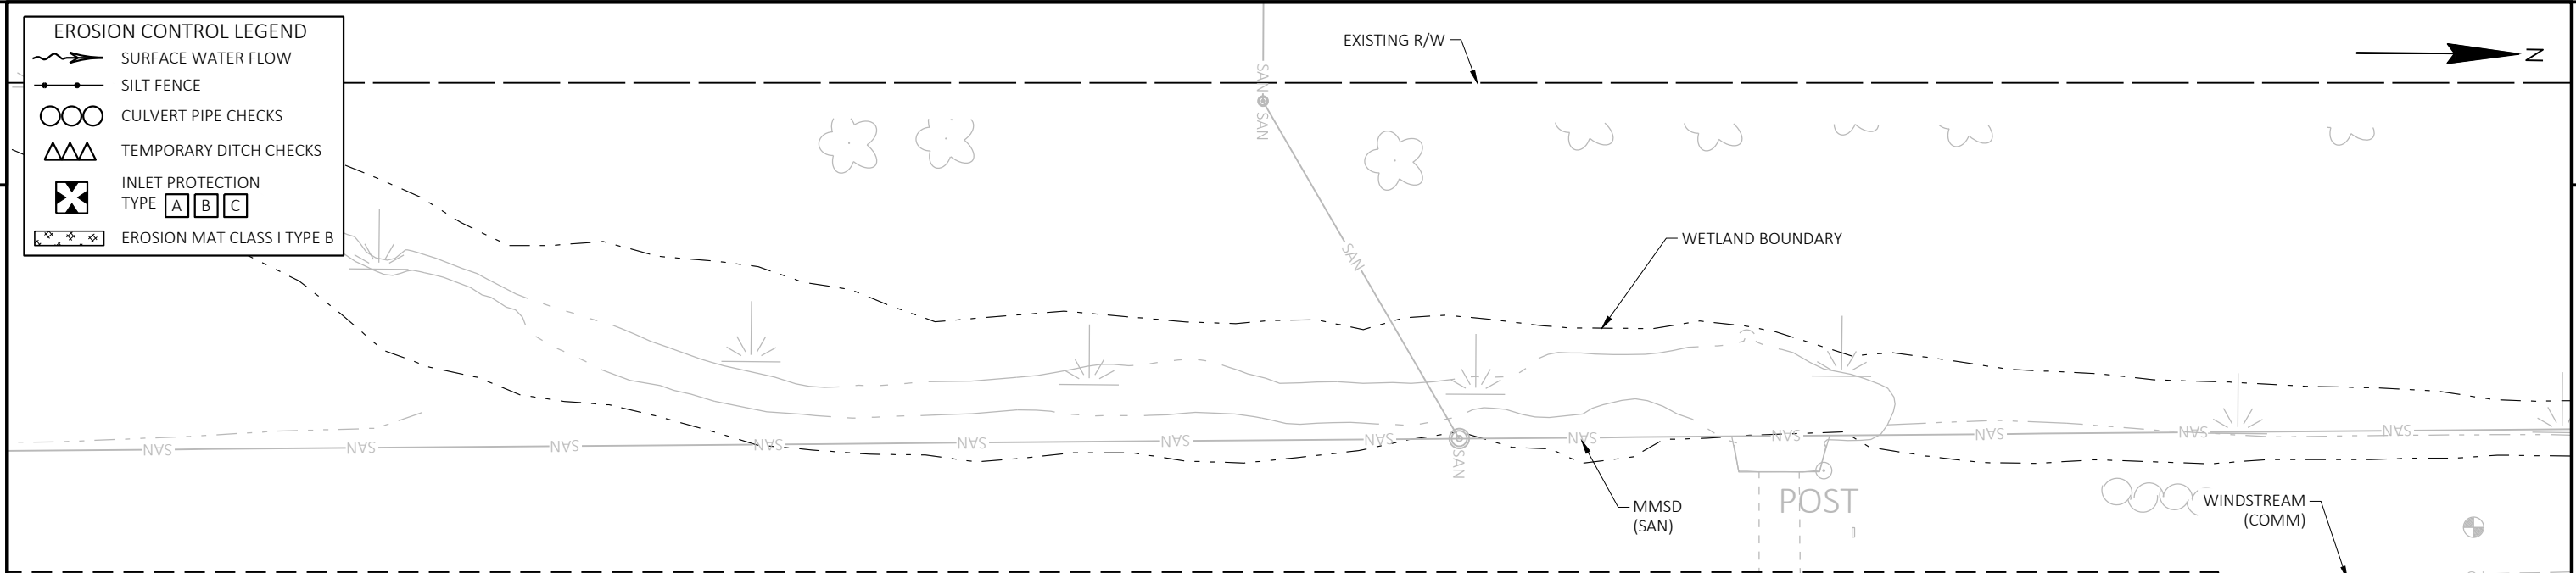 EROSION CONTROL LEGEND
SURFACE WATER FLOW
SILT FENCE
CULVERT PIPE CHECKS
TEMPORARY DITCH CHECKS
INLET PROTECTION
TYPE A B C
EROSION MAT CLASS I TYPE B
EXISTING R/W
N
SAN
SAN
SAN
WETLAND BOUNDARY
SAN
SAN
SAN
SAN
SAN
SAN
SAN
SAN
SAN
SAN
SAN
SAN
SAN
MMSD
(SAN)
POST
WINDSTREAM
(COMM)